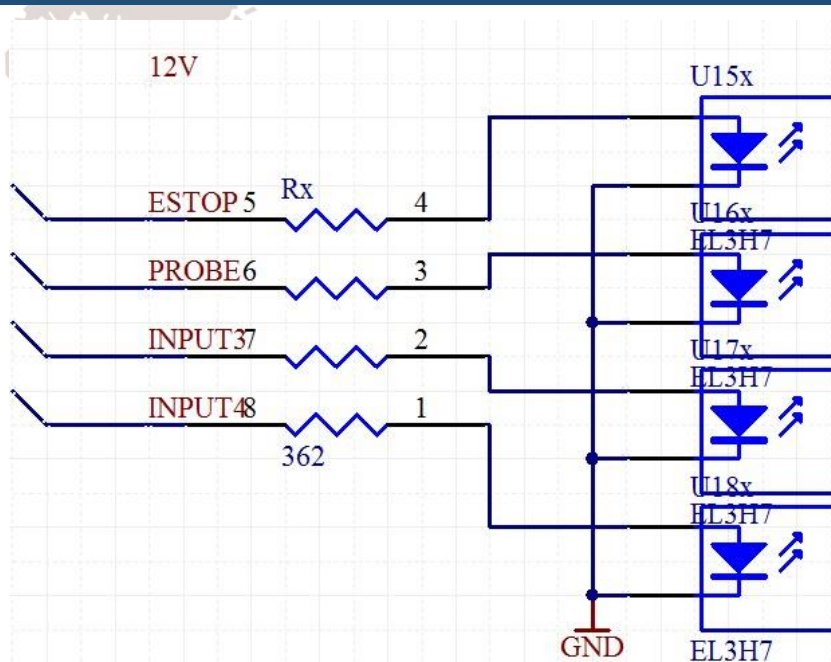 12V
U15x
Rx
ESTOP 5 4
U16x
EL3H7
PROBE6 3
INPUT37 2
U17x
EL3H7
INPUT48 1
362
U18x
EL3H7
GND
EL3H7